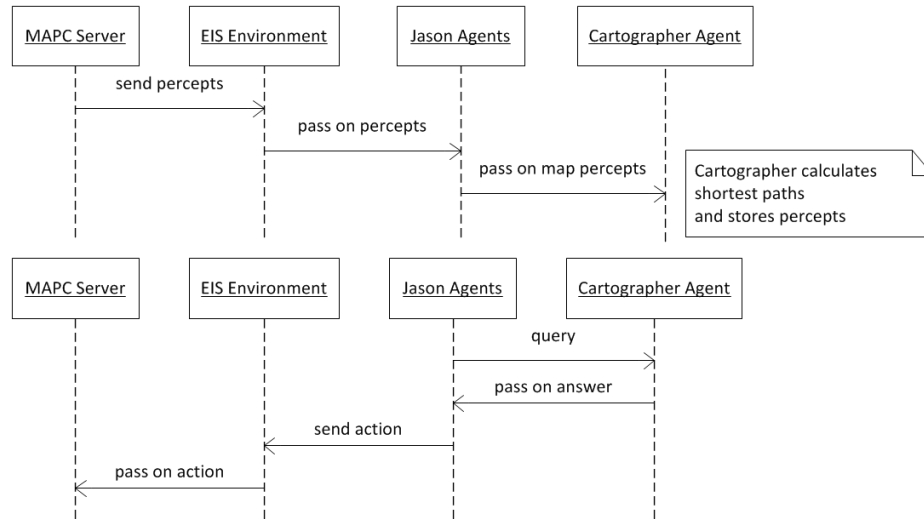 MAPC Server
EIS Environment
Jason Agents
Cartographer Agent
send percepts
pass on percepts
pass on map percepts
Cartographer calculates
shortest paths
and stores percepts
MAPC Server
EIS Environment
Jason Agents
Cartographer Agent
query
pass on answer
send action
pass on action